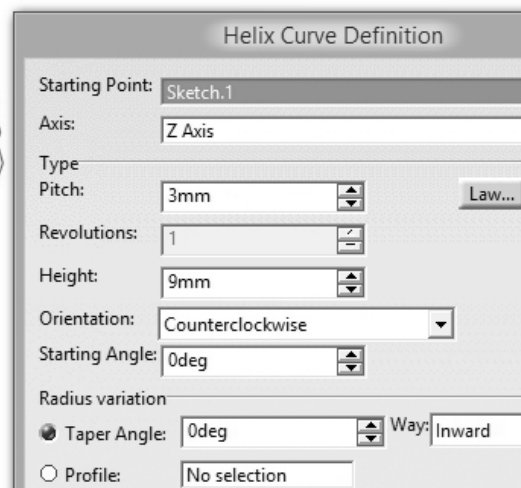 Helix Curve Definition
Starting Point: Sketch.1
Axis: Z Axis
Type
Pitch: 3mm Law...
Revolutions: 1
Height: 9mm
Orientation: Counterclockwise
Starting Angle: 0deg
Radius variation
Taper Angle: 0deg Way: Inward
Profile: No selection